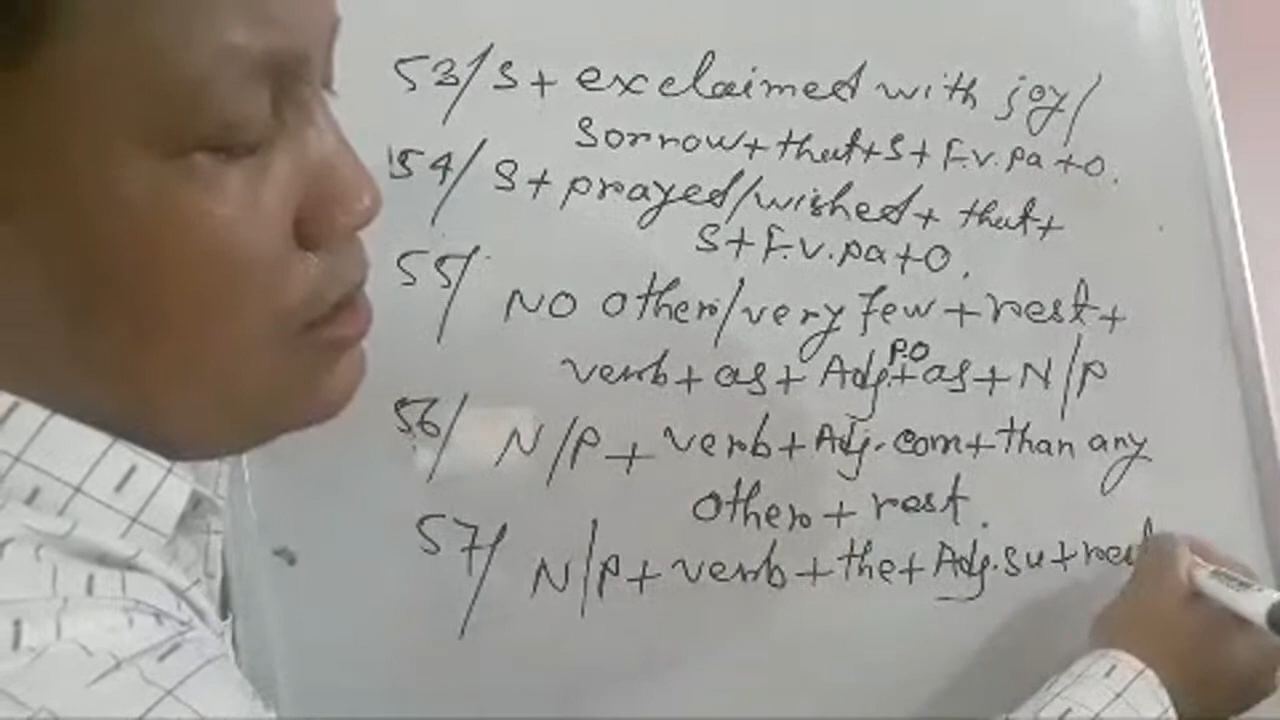 53/ S + exclaimed with joy/
sorrow + that + S + F.v.pa + O.
54/ S + prayed/wished + that +
S + F.v.pa + O.
55/ NO other/very few + rest +
verb + as + Adj.PO + as + N/P
56/ N/P + verb + Adj.com + than any
other + rest.
57/ N/P + verb + the + Adj.su + rest